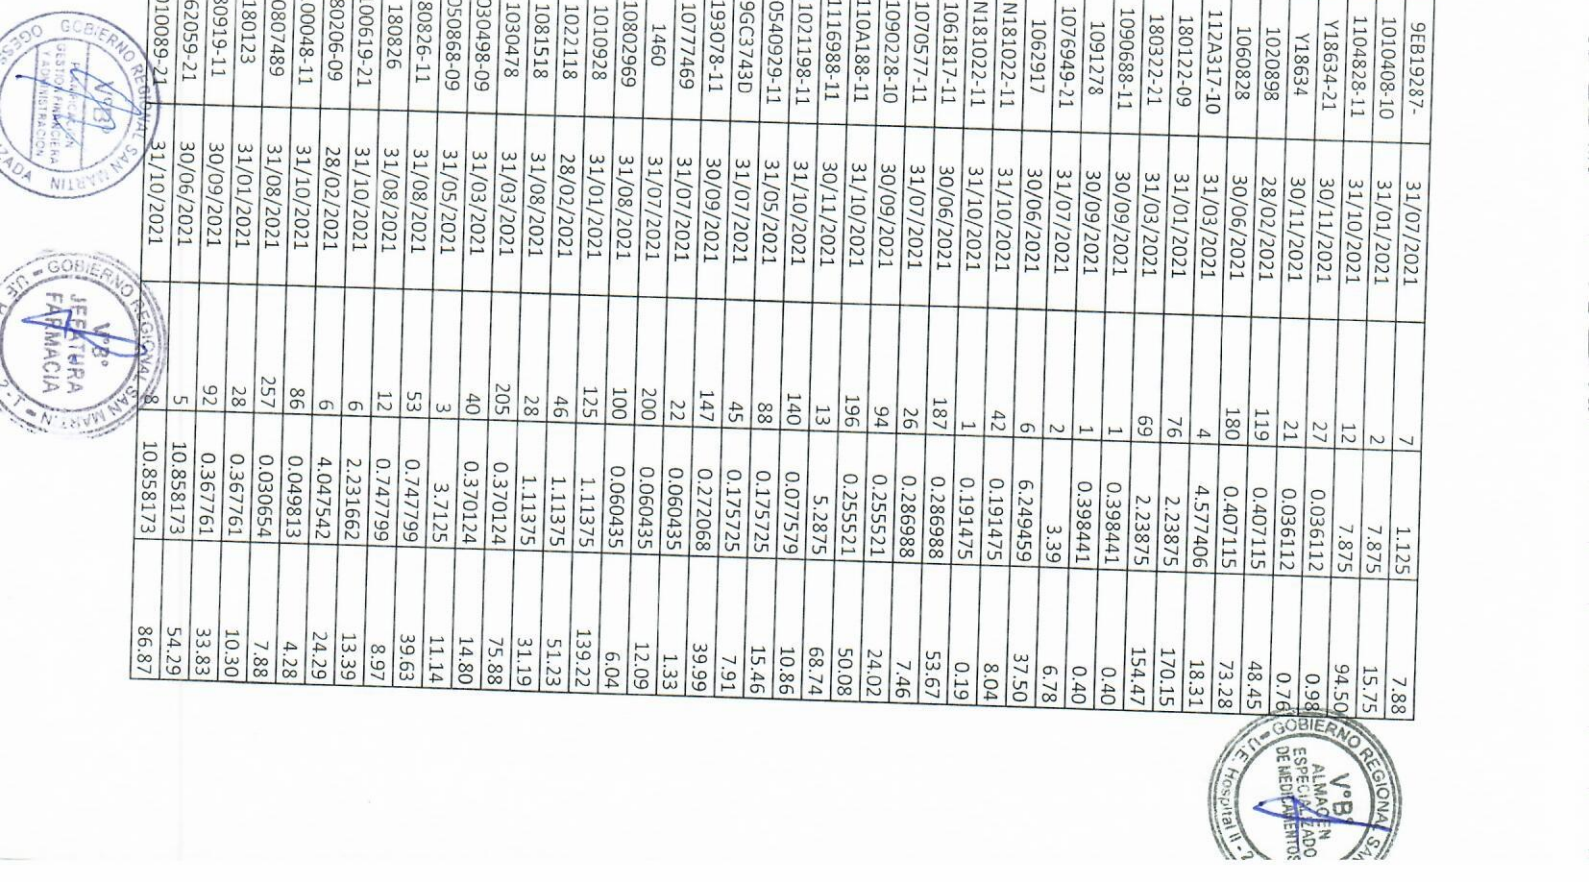 9EB19287- 31/07/2021 7 1.125 7.88
1010408-10 31/01/2021 2 7.875 15.75
1104828-11 31/10/2021 12 7.875 94.50
Y18634-21 30/11/2021 27 0.036112 0.98
Y18634 30/11/2021 21 0.036112 0.76
1020898 28/02/2021 119 0.407115 48.45
1060828 30/06/2021 180 0.407115 73.28
112A317-10 31/03/2021 4 4.577406 18.31
180122-09 31/01/2021 76 2.23875 170.15
180322-21 31/03/2021 69 2.23875 154.47
1090688-11 30/09/2021 1 0.398441 0.40
1091278 30/09/2021 1 0.398441 0.40
1076949-21 31/07/2021 2 3.39 6.78
1062917 30/06/2021 6 6.249459 37.50
N181022-11 31/10/2021 42 0.191475 8.04
N181022-11 31/10/2021 1 0.191475 0.19
1061817-11 30/06/2021 187 0.286988 53.67
1070577-11 31/07/2021 26 0.286988 7.46
10902228-10 30/09/2021 94 0.255521 24.02
110A188-11 31/10/2021 196 0.255521 50.08
1116988-11 30/11/2021 13 5.2875 68.74
1021198-11 31/10/2021 140 0.077579 10.86
0540929-11 31/05/2021 88 0.175725 15.46
9GC3743D 31/07/2021 45 0.175725 7.91
193078-11 30/09/2021 147 0.272068 39.99
10777469 31/07/2021 22 0.060435 1.33
1460 31/07/2021 200 0.060435 12.09
10802969 31/08/2021 100 0.060435 6.04
1010928 31/01/2021 125 1.11375 139.22
1022118 28/02/2021 46 1.11375 51.23
1081518 31/08/2021 28 1.11375 31.19
1030478 31/03/2021 205 0.370124 75.88
030498-09 31/03/2021 40 0.370124 14.80
050868-09 31/05/2021 3 3.7125 11.14
80826-11 31/08/2021 53 0.747799 39.63
180826 31/08/2021 12 0.747799 8.97
100619-21 31/10/2021 6 2.231662 13.39
80206-09 28/02/2021 6 4.047542 24.29
00048-11 31/10/2021 86 0.049813 4.28
0807489 31/08/2021 257 0.030654 7.88
180123 31/01/2021 28 0.367761 10.30
80919-11 30/09/2021 92 0.367761 33.83
62059-21 30/06/2021 5 10.858173 54.29
010089-21 31/10/2021 8 10.858173 86.87
GOBIERNO REGIONAL SA
V°B°
ALMACEN
ESPECIALIZADO
DE MEDICAMENTOS
U.E. Hospital II - 2
GOBIERNO REGIONAL SAN MARTIN
V°B°
PLANIFICACION
GESTION FINANCIERA
Y ADMINISTRACION
GOBIERNO REGIONAL SAN MART.N
V°B°
JEFATURA
FARMACIA